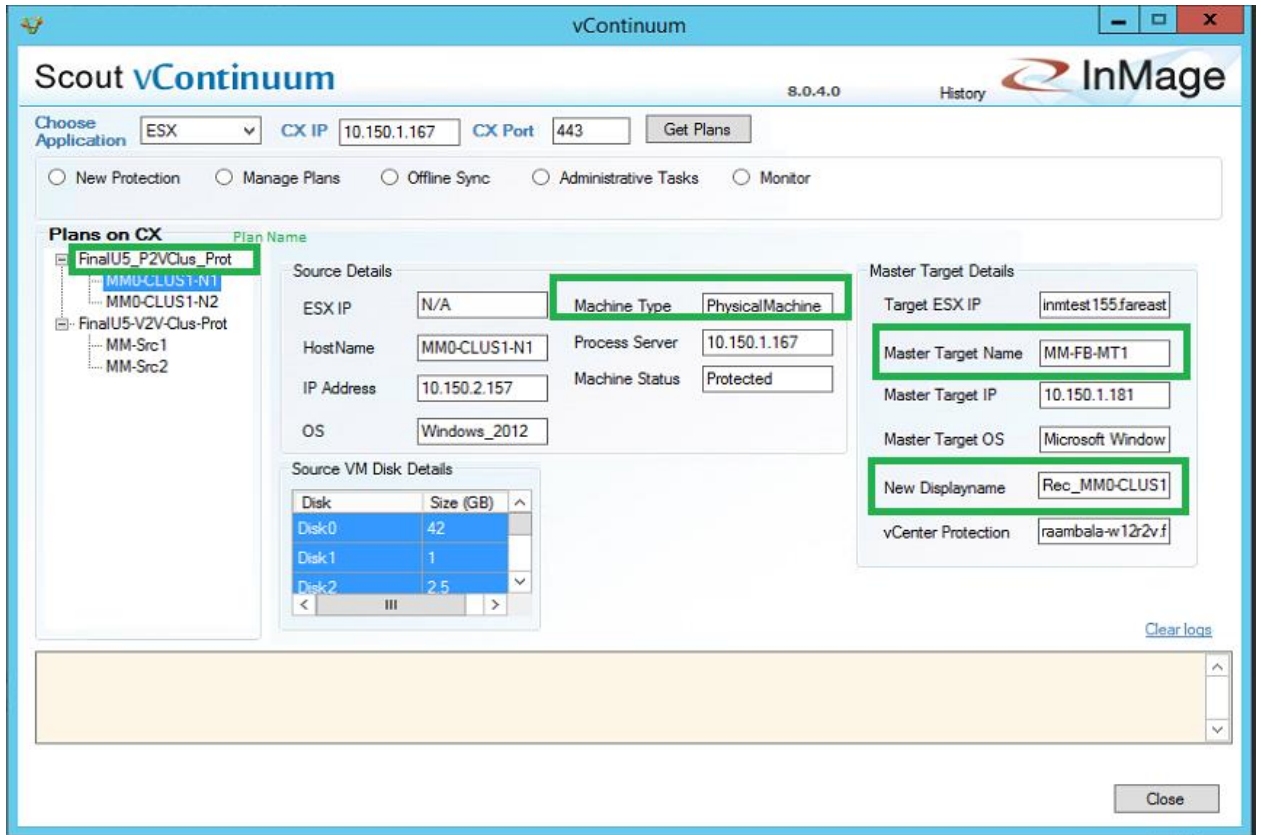 vContinuum
Scout vContinuum
8.0.4.0
History
InMage
Choose
Application
ESX
CX IP
10.150.1.167
CX Port
443
Get Plans
New Protection
Manage Plans
Offline Sync
Administrative Tasks
Monitor
Plans on CX
Plan Name
FinalU5_P2VClus_Prot
MM0-CLUS1-N1
MM0-CLUS1-N2
FinalU5-V2V-Clus-Prot
MM-Src1
MM-Src2
Source Details
ESX IP
N/A
Machine Type
PhysicalMachine
HostName
MM0-CLUS1-N1
Process Server
10.150.1.167
IP Address
10.150.2.157
Machine Status
Protected
OS
Windows_2012
Source VM Disk Details
Disk
Size (GB)
Disk0
42
Disk1
1
Disk2
2.5
Master Target Details
Target ESX IP
inmtest155.fareast
Master Target Name
MM-FB-MT1
Master Target IP
10.150.1.181
Master Target OS
Microsoft Window
New Displayname
Rec_MM0-CLUS1
vCenter Protection
raambala-w12r2v.f
Clear logs
Close